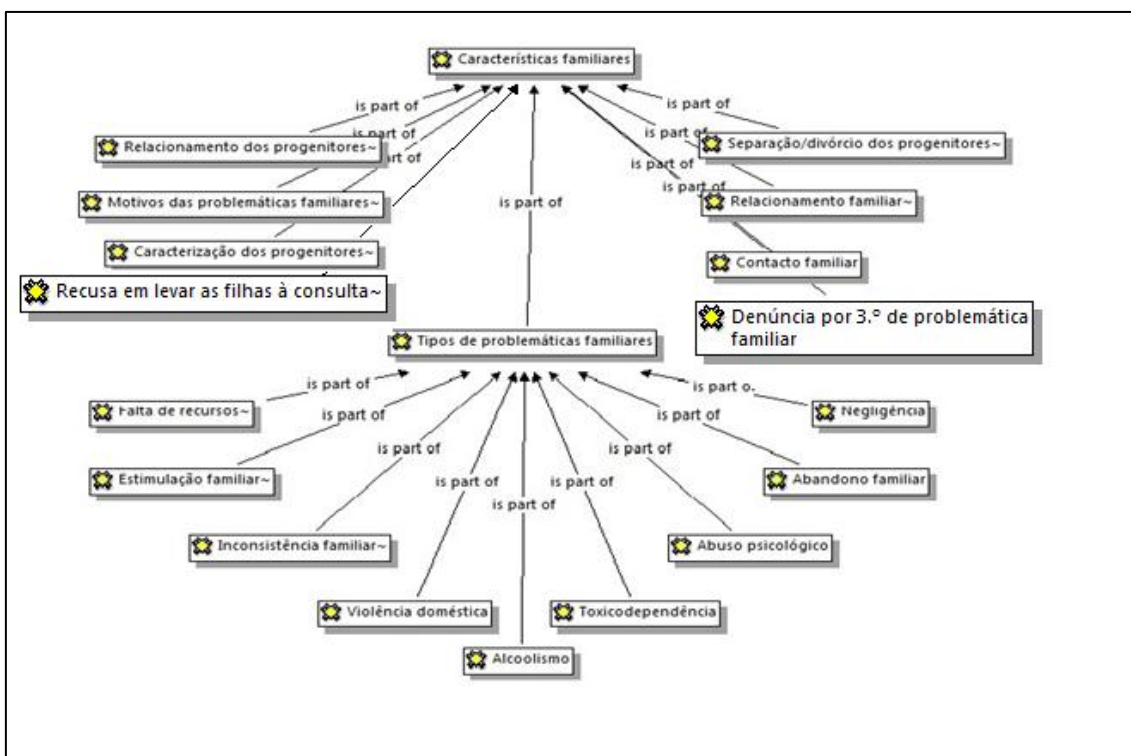 Características familiares
is part of
Relacionamento dos progenitores~
is part of
Motivos das problemáticas familiares~
part of
Caracterização dos progenitores~
Recusa em levar as filhas à consulta~
is part of
is part of
Separação/divórcio dos progenitores~
is part of
is part of
Relacionamento familiar~
is part of
Contacto familiar
Denúncia por 3.º de problemática
familiar
Tipos de problemáticas familiares
is part of
Falta de recursos~
is part of
Estimulação familiar~
is part of
Inconsistência familiar~
is part of
Violência doméstica
is part of
Alcoolismo
is part of
Toxicodependência
is part of
Abuso psicológico
is part of
Abandono familiar
is part o
Negligência